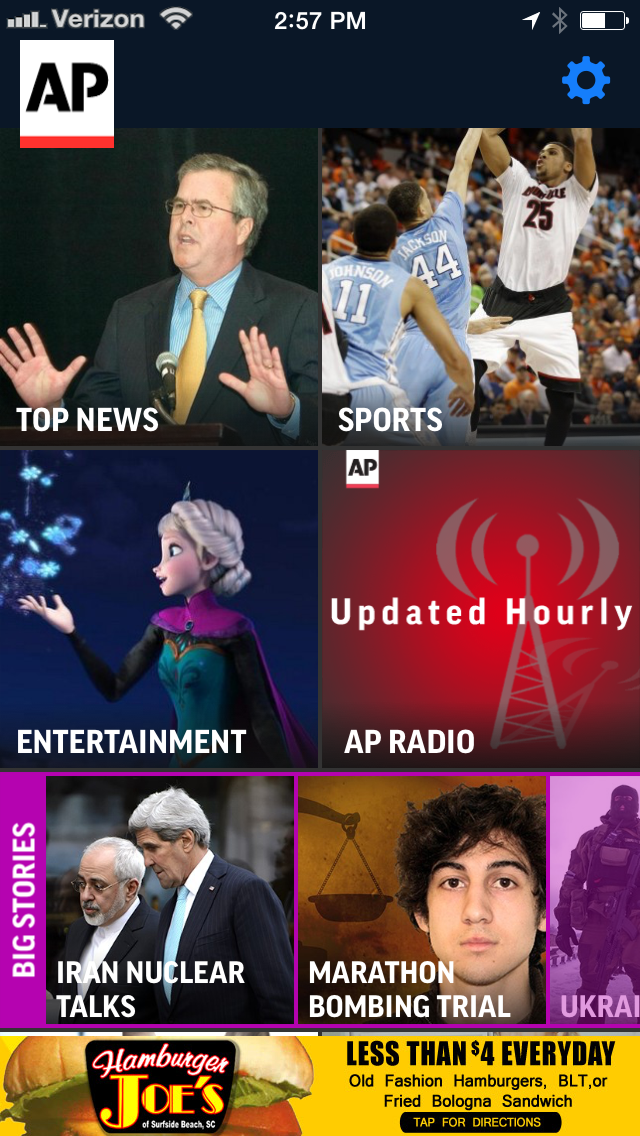 Verizon 2:57 PM
AP
TOP NEWS
JOHNSON
11
JACKSON
44
25
SPORTS
ENTERTAINMENT
AP
Updated Hourly
AP RADIO
BIG STORIES
IRAN NUCLEAR
TALKS
MARATHON
BOMBING TRIAL
UKRAI
Hamburger
JOE'S
of Surfside Beach, SC
LESS THAN $4 EVERYDAY
Old Fashion Hamburgers, BLT,or
Fried Bologna Sandwich
TAP FOR DIRECTIONS